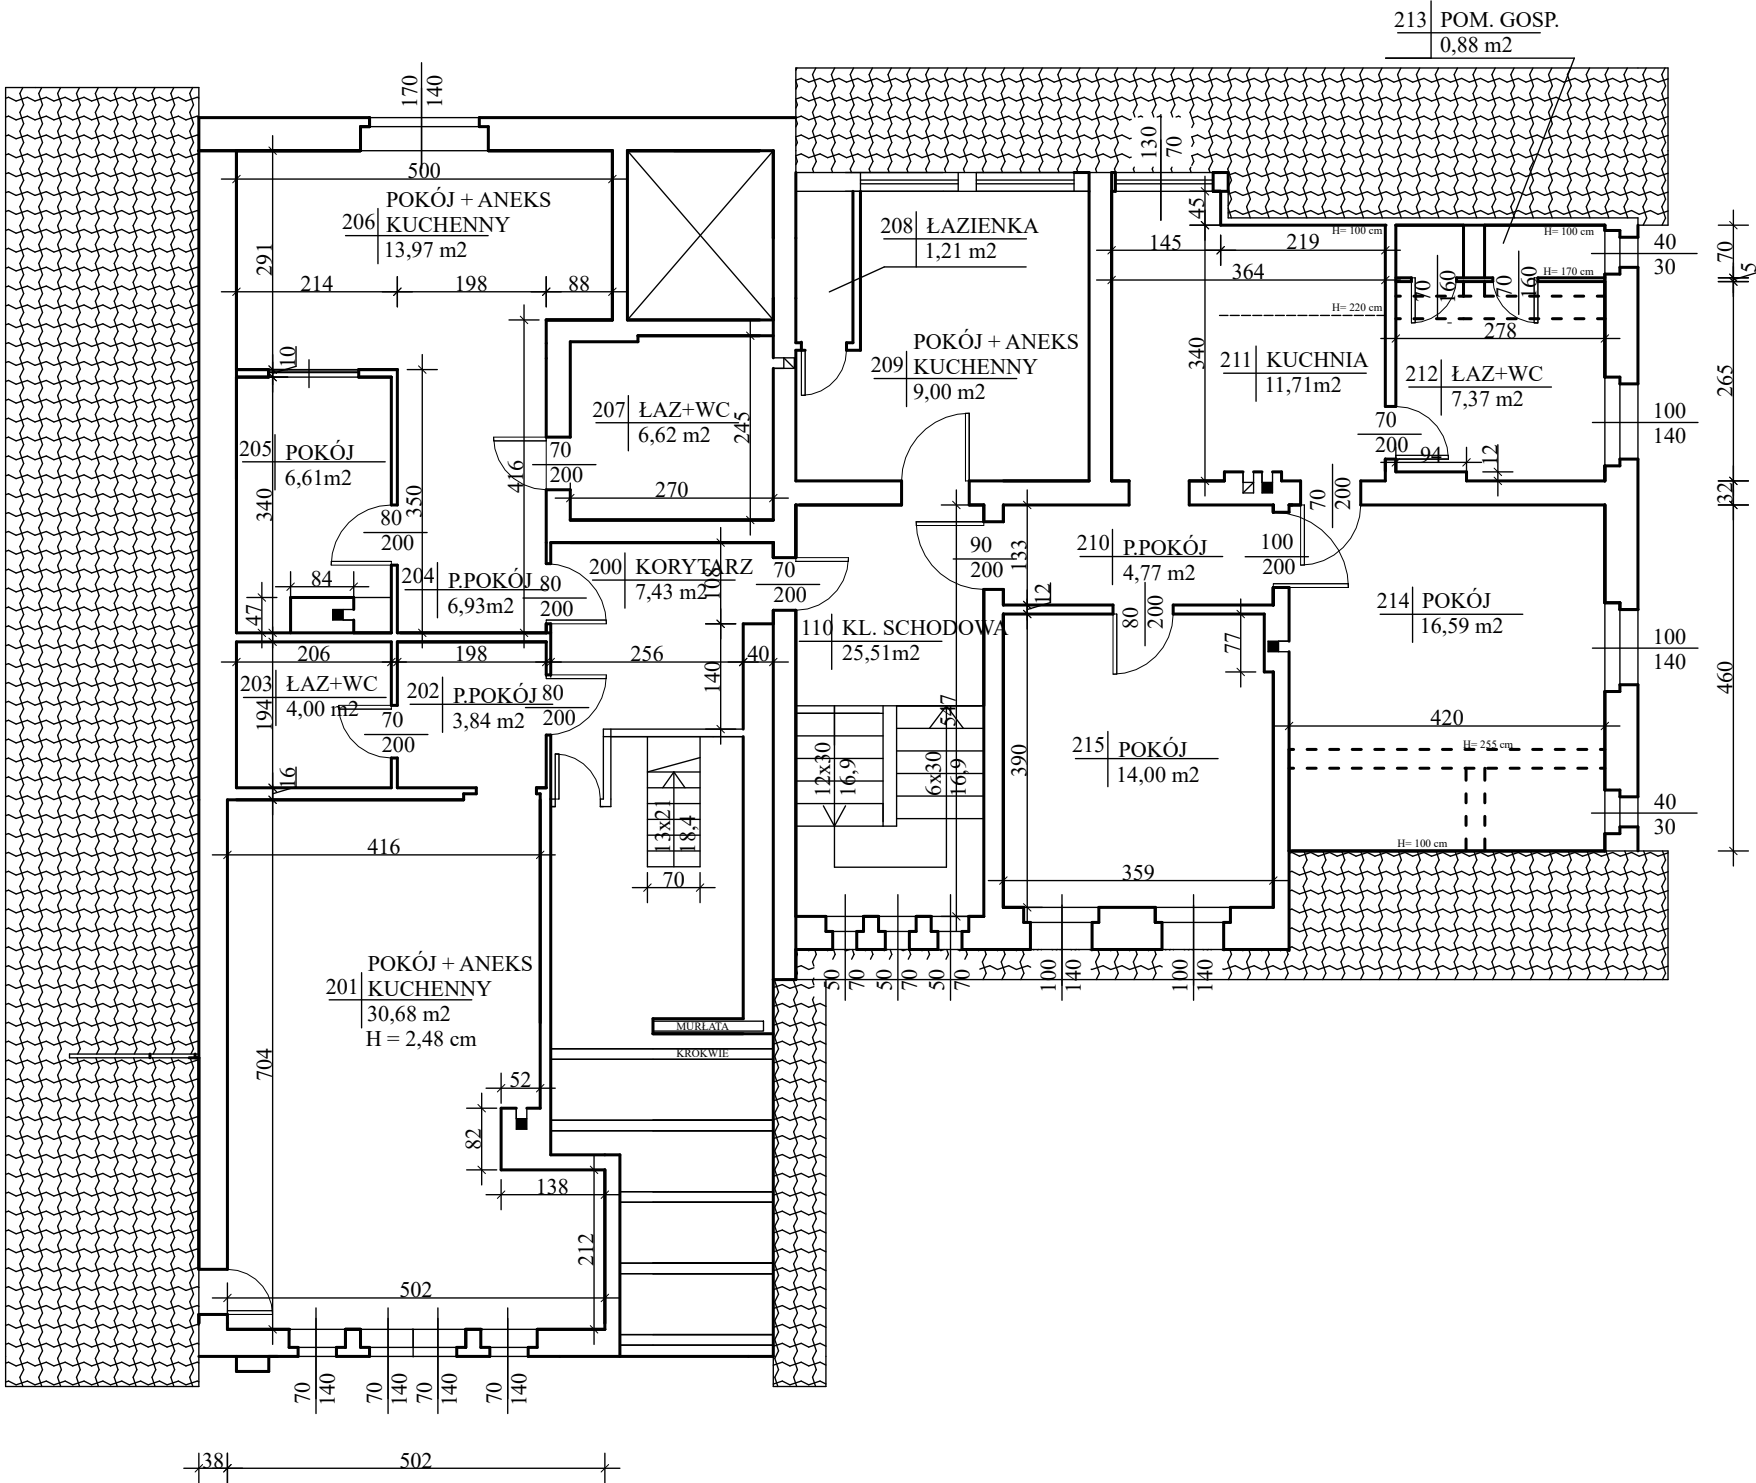 213 POM. GOSP.
0,88 m2
170
140
130
70
500
POKÓJ + ANEKS
206 KUCHENNY
13,97 m2
291
214
198
88
208 ŁAZIENKA
1,21 m2
45
145
219
364
H= 100 cm
H= 100 cm
H= 170 cm
H= 220 cm
40
30
70
5
70
160
70
160
278
10
POKÓJ + ANEKS
209 KUCHENNY
9,00 m2
340
211 KUCHNIA
11,71m2
212 ŁAZ+WC
7,37 m2
265
207 ŁAZ+WC
6,62 m2
245
100
140
70
200
94
12
205 POKÓJ
6,61m2
340
350
416
70
200
270
70
200
32
80
200
90
200
133
210 P.POKÓJ
4,77 m2
100
200
84
47
204 P.POKÓJ
6,93m2
80
200
200 KORYTARZ
7,43 m2
108
70
200
12
214 POKÓJ
16,59 m2
80
200
110 KL. SCHODOWA
25,51m2
77
100
140
460
206
198
256
40
140
203 ŁAZ+WC
4,00 m2
194
202 P.POKÓJ
3,84 m2
80
200
70
200
547
420
H= 255 cm
215 POKÓJ
14,00 m2
390
12x30
16,9
6x30
16,9
16
13x21
18,4
40
30
416
70
H= 100 cm
359
POKÓJ + ANEKS
201 KUCHENNY
30,68 m2
H = 2,48 cm
50
70
50
70
50
70
100
140
100
140
MURŁATA
KROKWIE
704
52
82
138
212
502
70
140
70
140
70
140
70
140
38
502